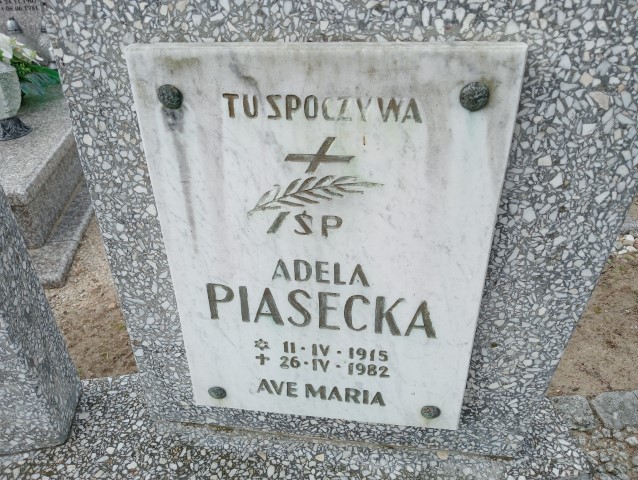 TU SPOCZYWA
ŚP
ADELA
PIASECKA
11·IV·1915
26·IV·1982
AVE MARIA